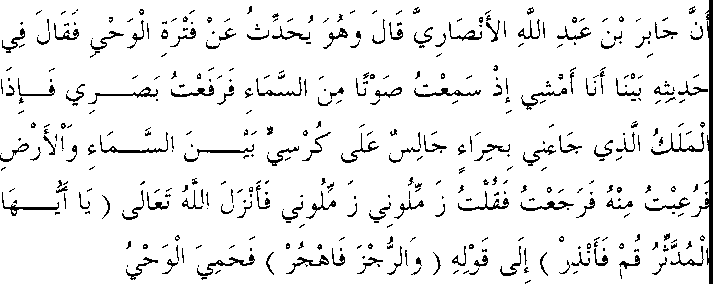 أَنَّ جَابِرَ بْنَ عَبْدِ اللَّهِ الأَنْصَارِيَّ قَالَ وَهُوَ يُحَدِّثُ عَنْ فَتْرَةِ الْوَحْيِ فَقَالَ فِي
حَدِيثِهِ بَيْنَا أَنَا أَمْشِي إِذْ سَمِعْتُ صَوْتًا مِنَ السَّمَاءِ فَرَفَعْتُ بَصَرِي فَإِذَا
الْمَلَكُ الَّذِي جَاءَنِي بِحِرَاءٍ جَالِسٌ عَلَى كُرْسِيٍّ بَيْنَ السَّمَاءِ وَالْأَرْضِ
فَرُعِبْتُ مِنْهُ فَرَجَعْتُ فَقُلْتُ زَ مِّلُونِي زَ مِّلُونِي فَأَنْزَلَ اللَّهُ تَعَالَى ( يَا أَيُّهَا
الْمُدَّثِّرُ قُمْ فَأَنْذِرْ ) إِلَى قَوْلِهِ ( وَالرُّجْزَ فَاهْجُرْ ) فَحَمِيَ الْوَحْيُ